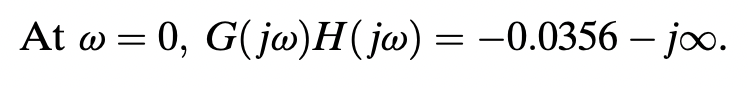 At ω = 0, G(jω)H(jω) = −0.0356 − j∞.